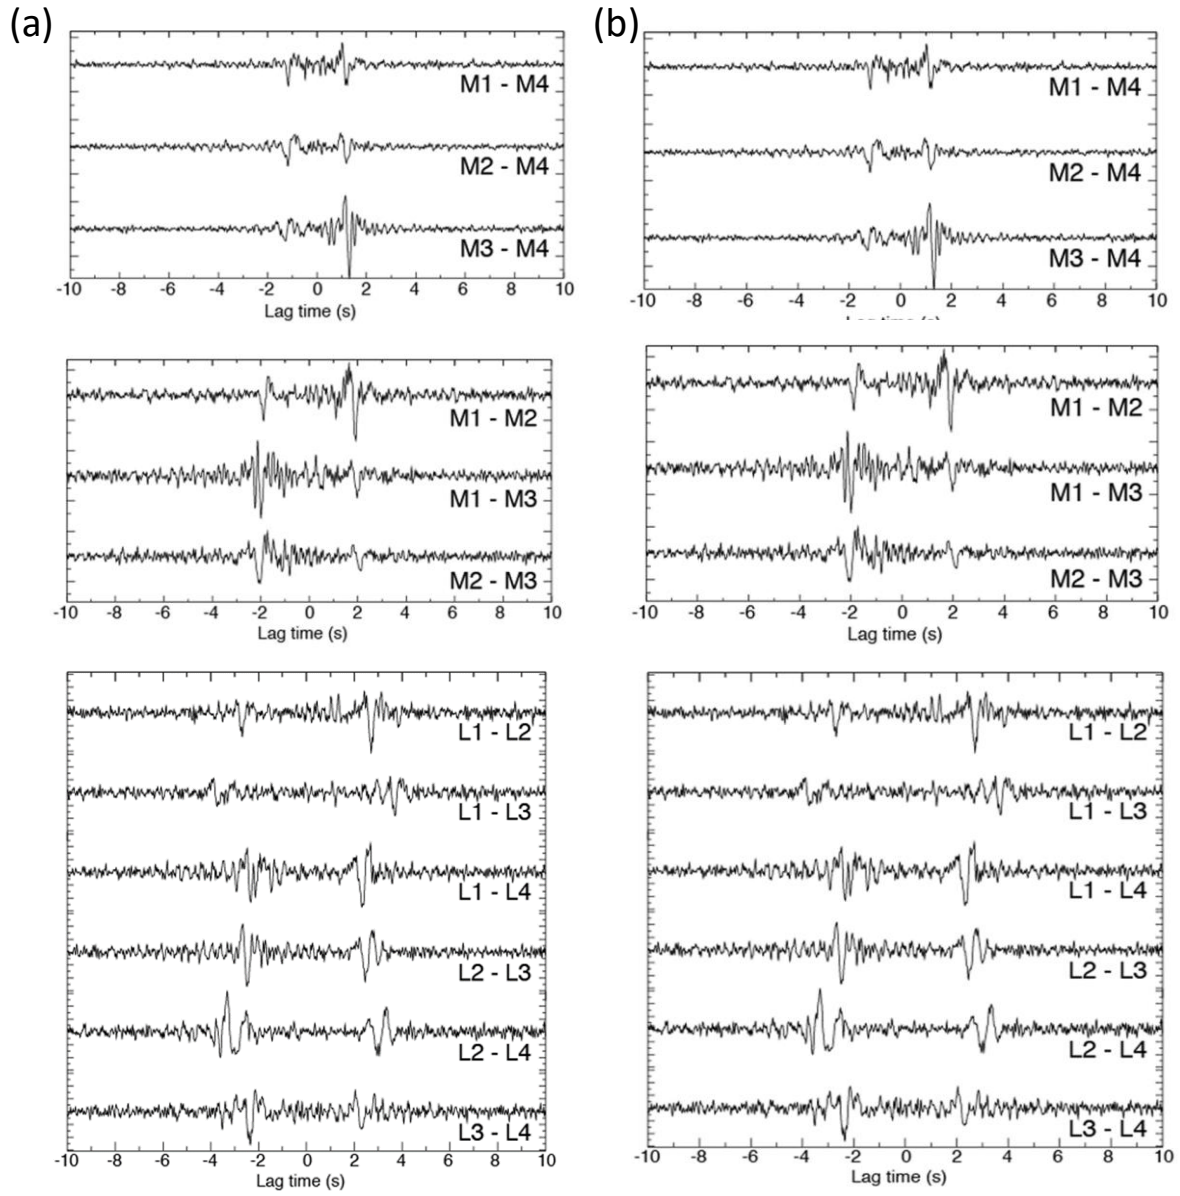 (a)
M1 - M4
M2 - M4
M3 - M4
-10 -8 -6 -4 -2 0 2 4 6 8 10
Lag time (s)
M1 - M2
M1 - M3
M2 - M3
-10 -8 -6 -4 -2 0 2 4 6 8 10
Lag time (s)
L1 - L2
L1 - L3
L1 - L4
L2 - L3
L2 - L4
L3 - L4
-10 -8 -6 -4 -2 0 2 4 6 8 10
Lag time (s)
(b)
M1 - M4
M2 - M4
M3 - M4
-10 -8 -6 -4 -2 0 2 4 6 8 10
M1 - M2
M1 - M3
M2 - M3
-10 -8 -6 -4 -2 0 2 4 6 8 10
Lag time (s)
L1 - L2
L1 - L3
L1 - L4
L2 - L3
L2 - L4
L3 - L4
-10 -8 -6 -4 -2 0 2 4 6 8 10
Lag time (s)